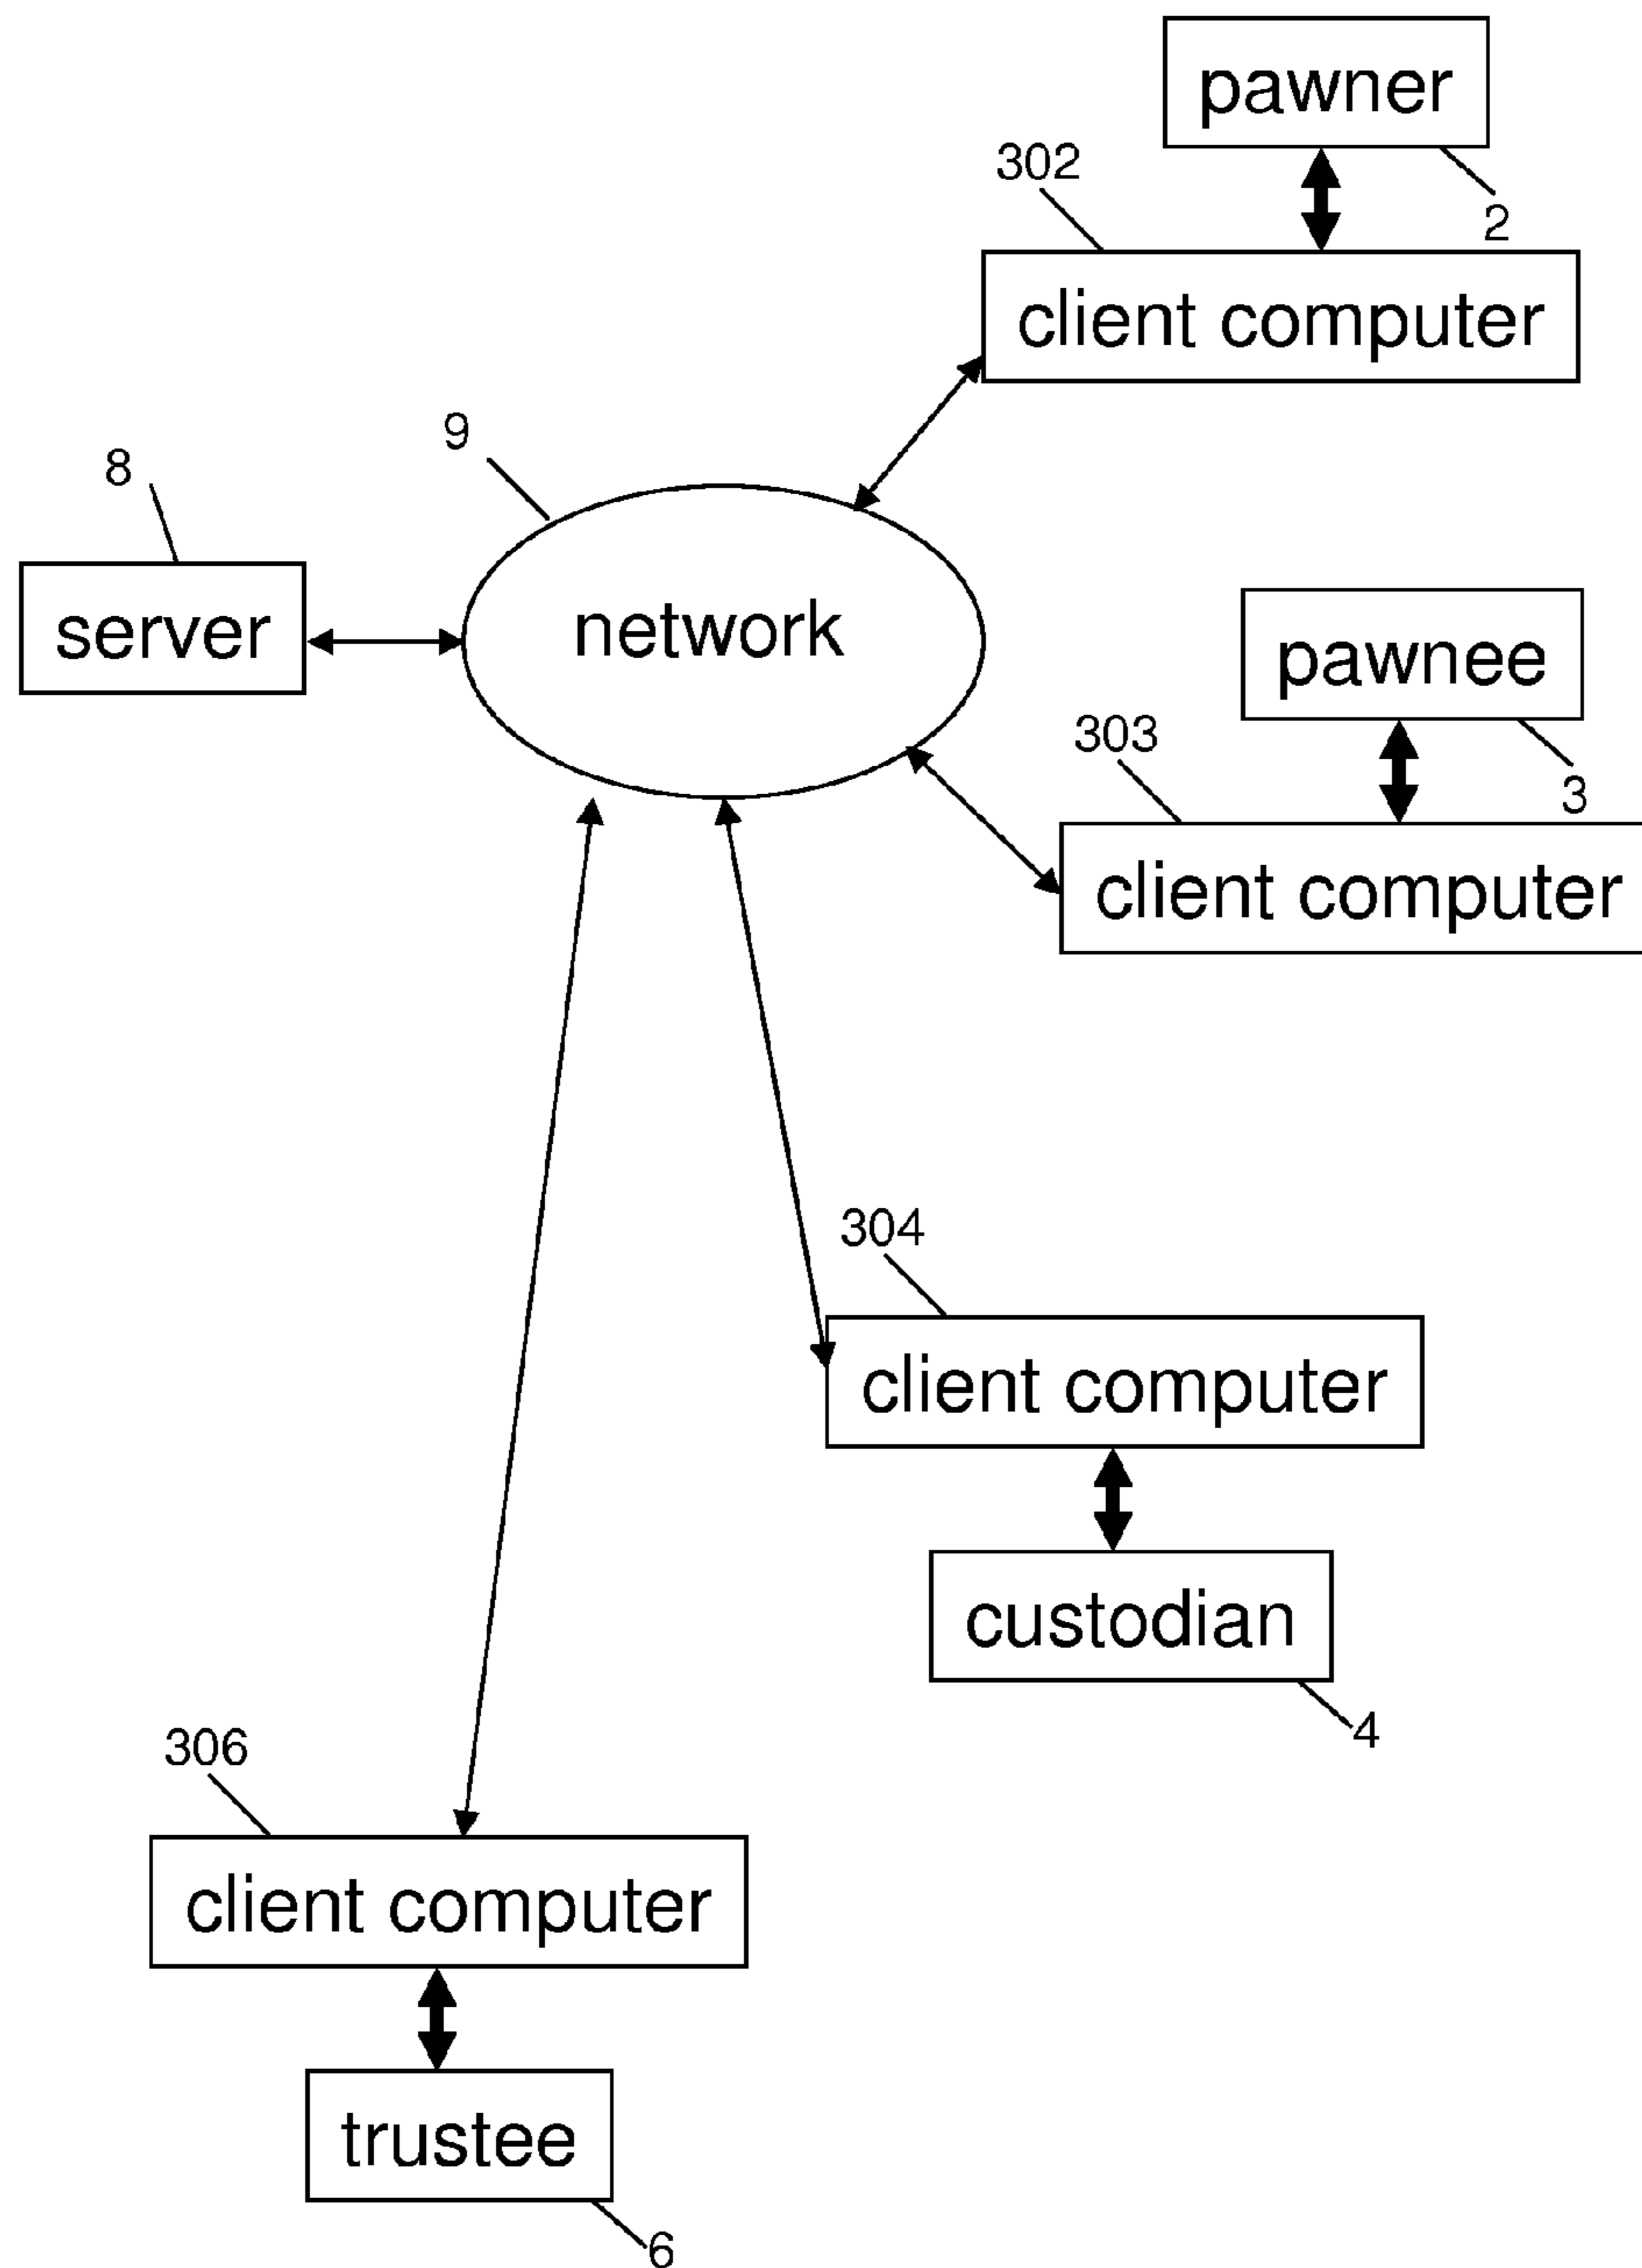 pawner
302
2
client computer
9
8
server
network
pawnee
303
3
client computer
304
client computer
custodian
4
306
client computer
trustee
6